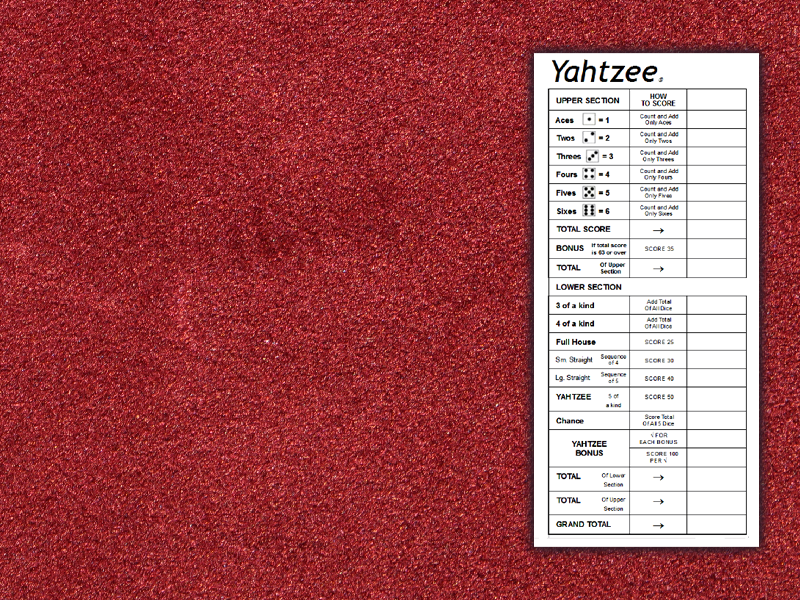 Yahtzee®
UPPER SECTION HOW TO SCORE
Aces = 1 Count and Add Only Aces
Twos = 2 Count and Add Only Twos
Threes = 3 Count and Add Only Threes
Fours = 4 Count and Add Only Fours
Fives = 5 Count and Add Only Fives
Sixes = 6 Count and Add Only Sixes
TOTAL SCORE →
BONUS If total score is 63 or over SCORE 35
TOTAL Of Upper Section →
LOWER SECTION
3 of a kind Add Total Of All Dice
4 of a kind Add Total Of All Dice
Full House SCORE 25
Sm. Straight Sequence of 4 SCORE 30
Lg. Straight Sequence of 5 SCORE 40
YAHTZEE 5 of a kind SCORE 50
Chance Score Total Of All 5 Dice
YAHTZEE BONUS √ FOR EACH BONUS
SCORE 100 PER √
TOTAL Of Lower Section →
TOTAL Of Upper Section →
GRAND TOTAL →